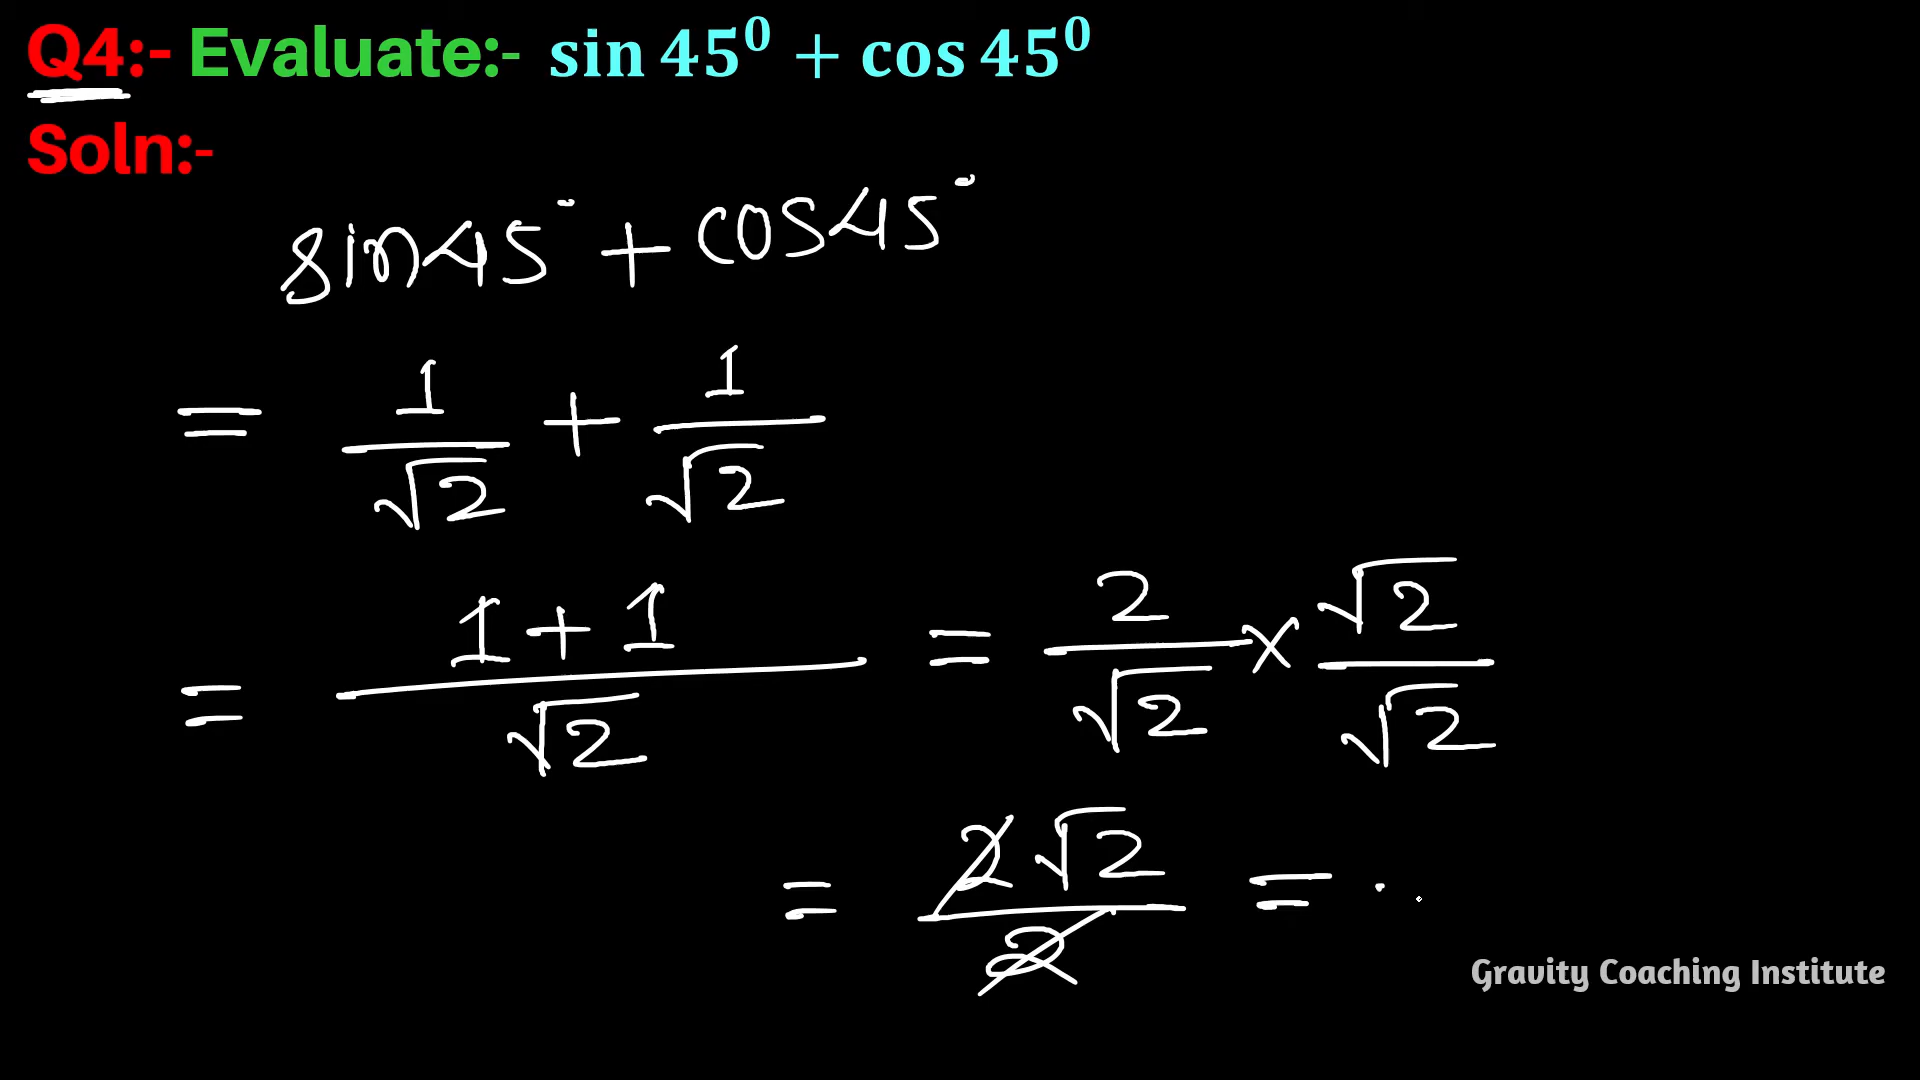 Q4:- Evaluate:- sin 45⁰ + cos 45⁰
Soln:-
sin45° + cos45°
= 1/√2 + 1/√2
= (1+1)/√2 = 2/√2 × √2/√2
= 2√2/2 =
Gravity Coaching Institute